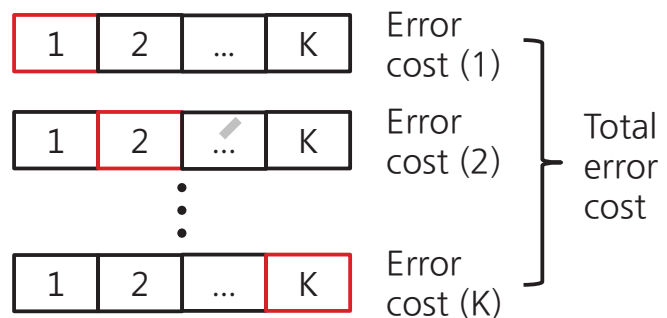 1 2 ... K
Error
cost (1)
1 2 ... K
Error
cost (2)
Total
error
cost
1 2 ... K
Error
cost (K)